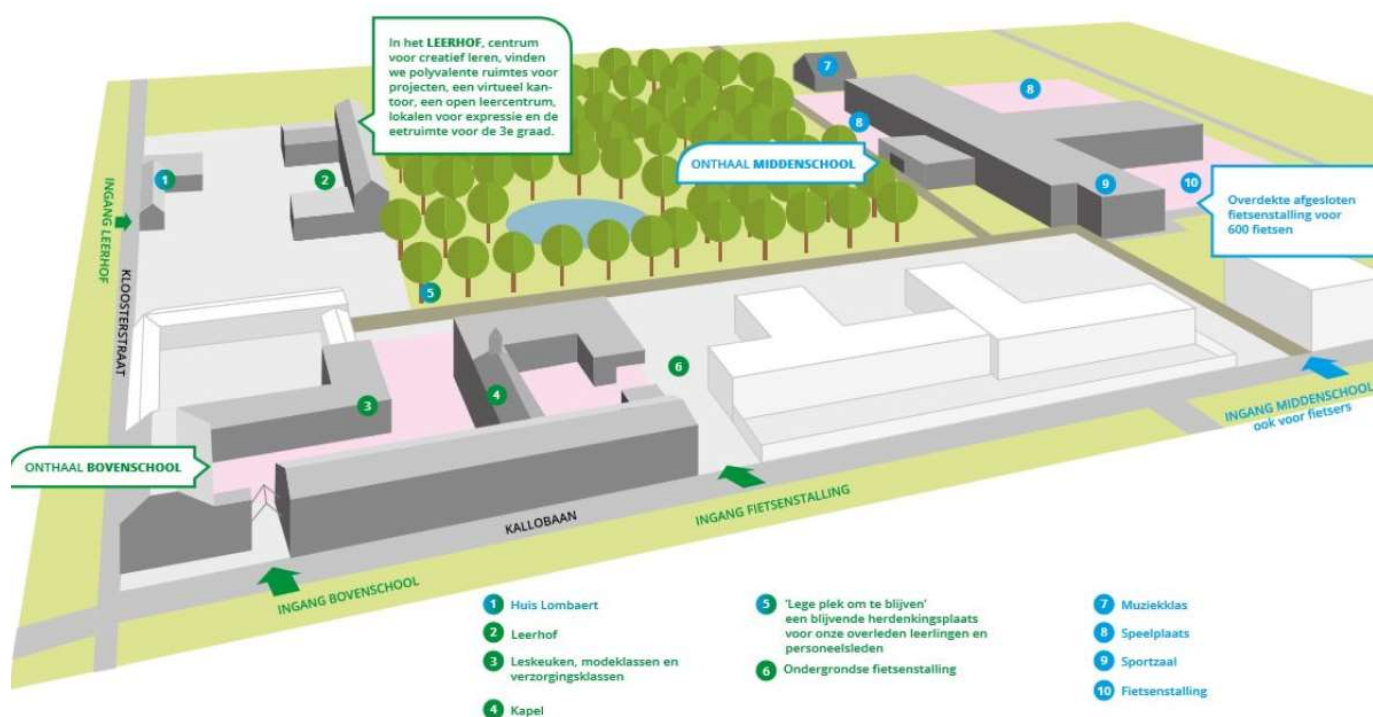 In het LEERHOF, centrum
voor creatief leren, vinden
we polyvalente ruimtes voor
projecten, een virtueel kan-
toor, een open leercentrum,
lokalen voor expressie en de
eetruimte voor de 3e graad.
7
8
8
ONTHAAL MIDDENSCHOOL
9
10
Overdekte afgesloten
fietsenstalling voor
600 fietsen
1
2
INGANG LEERHOF
KLOOSTERSTRAAT
5
6
4
3
ONTHAAL BOVENSCHOOL
INGANG MIDDENSCHOOL
ook voor fietsers
INGANG FIETSENSTALLING
KALLOBAAN
INGANG BOVENSCHOOL
1 Huis Lombaert
2 Leerhof
3 Leskeuken, modeklassen en
verzorgingsklassen
4 Kapel
5 'Lege plek om te blijven'
een blijvende herdenkingsplaats
voor onze overleden leerlingen en
personeelsleden
6 Ondergrondse fietsenstalling
7 Muziekklas
8 Speelplaats
9 Sportzaal
10 Fietsenstalling